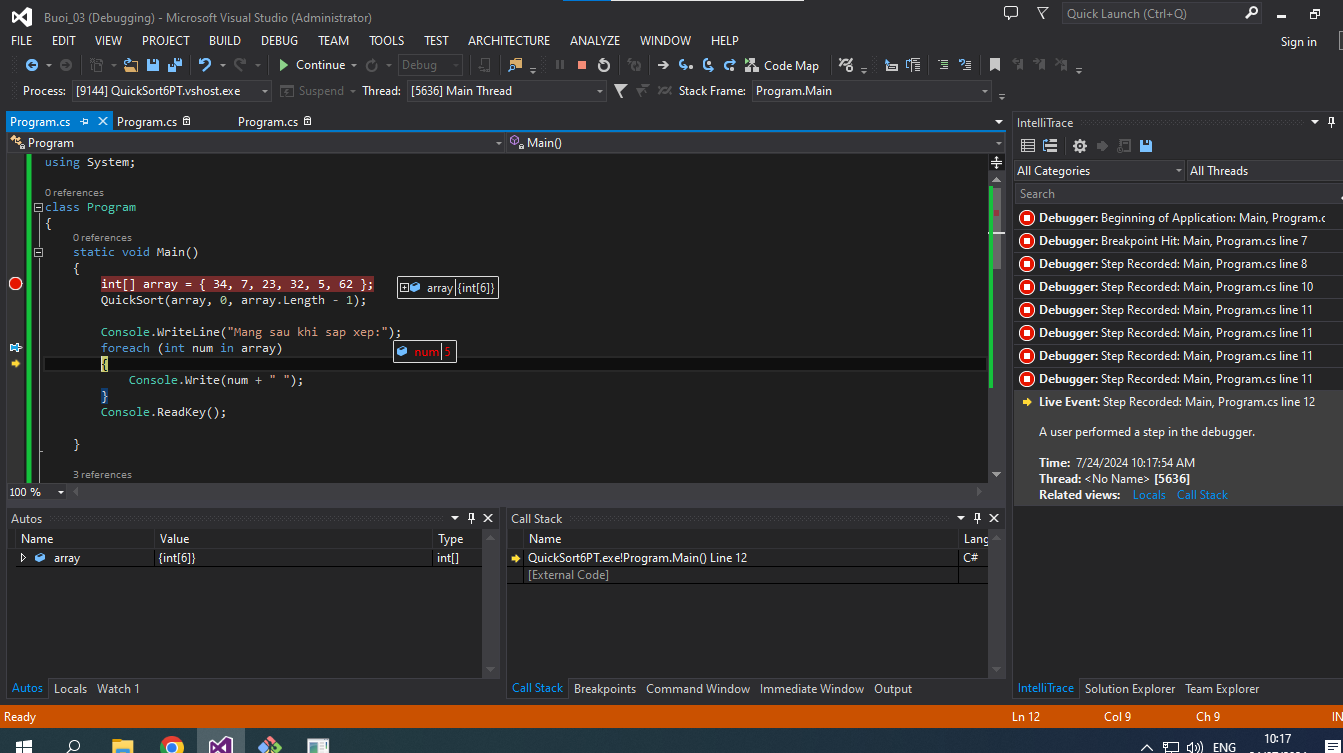 Buoi_03 (Debugging) - Microsoft Visual Studio (Administrator)
Quick Launch (Ctrl+Q)
FILE EDIT VIEW PROJECT BUILD DEBUG TEAM TOOLS TEST ARCHITECTURE ANALYZE WINDOW HELP
Sign in
Continue Debug Code Map
Process: [9144] QuickSort6PT.vshost.exe Suspend Thread: [5636] Main Thread Stack Frame: Program.Main
Program.cs Program.cs Program.cs
Program Main()
using System;
0 references
class Program
{
0 references
static void Main()
{
int[] array = { 34, 7, 23, 32, 5, 62 };
array {int[6]}
QuickSort(array, 0, array.Length - 1);
Console.WriteLine("Mang sau khi sap xep:");
foreach (int num in array)
num 5
{
Console.Write(num + " ");
}
Console.ReadKey();
}
3 references
100 %
IntelliTrace
All Categories All Threads
Search
Debugger: Beginning of Application: Main, Program.c
Debugger: Breakpoint Hit: Main, Program.cs line 7
Debugger: Step Recorded: Main, Program.cs line 8
Debugger: Step Recorded: Main, Program.cs line 10
Debugger: Step Recorded: Main, Program.cs line 11
Debugger: Step Recorded: Main, Program.cs line 11
Debugger: Step Recorded: Main, Program.cs line 11
Debugger: Step Recorded: Main, Program.cs line 11
Live Event: Step Recorded: Main, Program.cs line 12
A user performed a step in the debugger.
Time: 7/24/2024 10:17:54 AM
Thread: <No Name> [5636]
Related views: Locals Call Stack
Autos
Name Value Type
array {int[6]} int[]
Autos Locals Watch 1
Call Stack
Name Lang
QuickSort6PT.exe!Program.Main() Line 12 C#
[External Code]
Call Stack Breakpoints Command Window Immediate Window Output
IntelliTrace Solution Explorer Team Explorer
Ready Ln 12 Col 9 Ch 9 IN
ENG 10:17